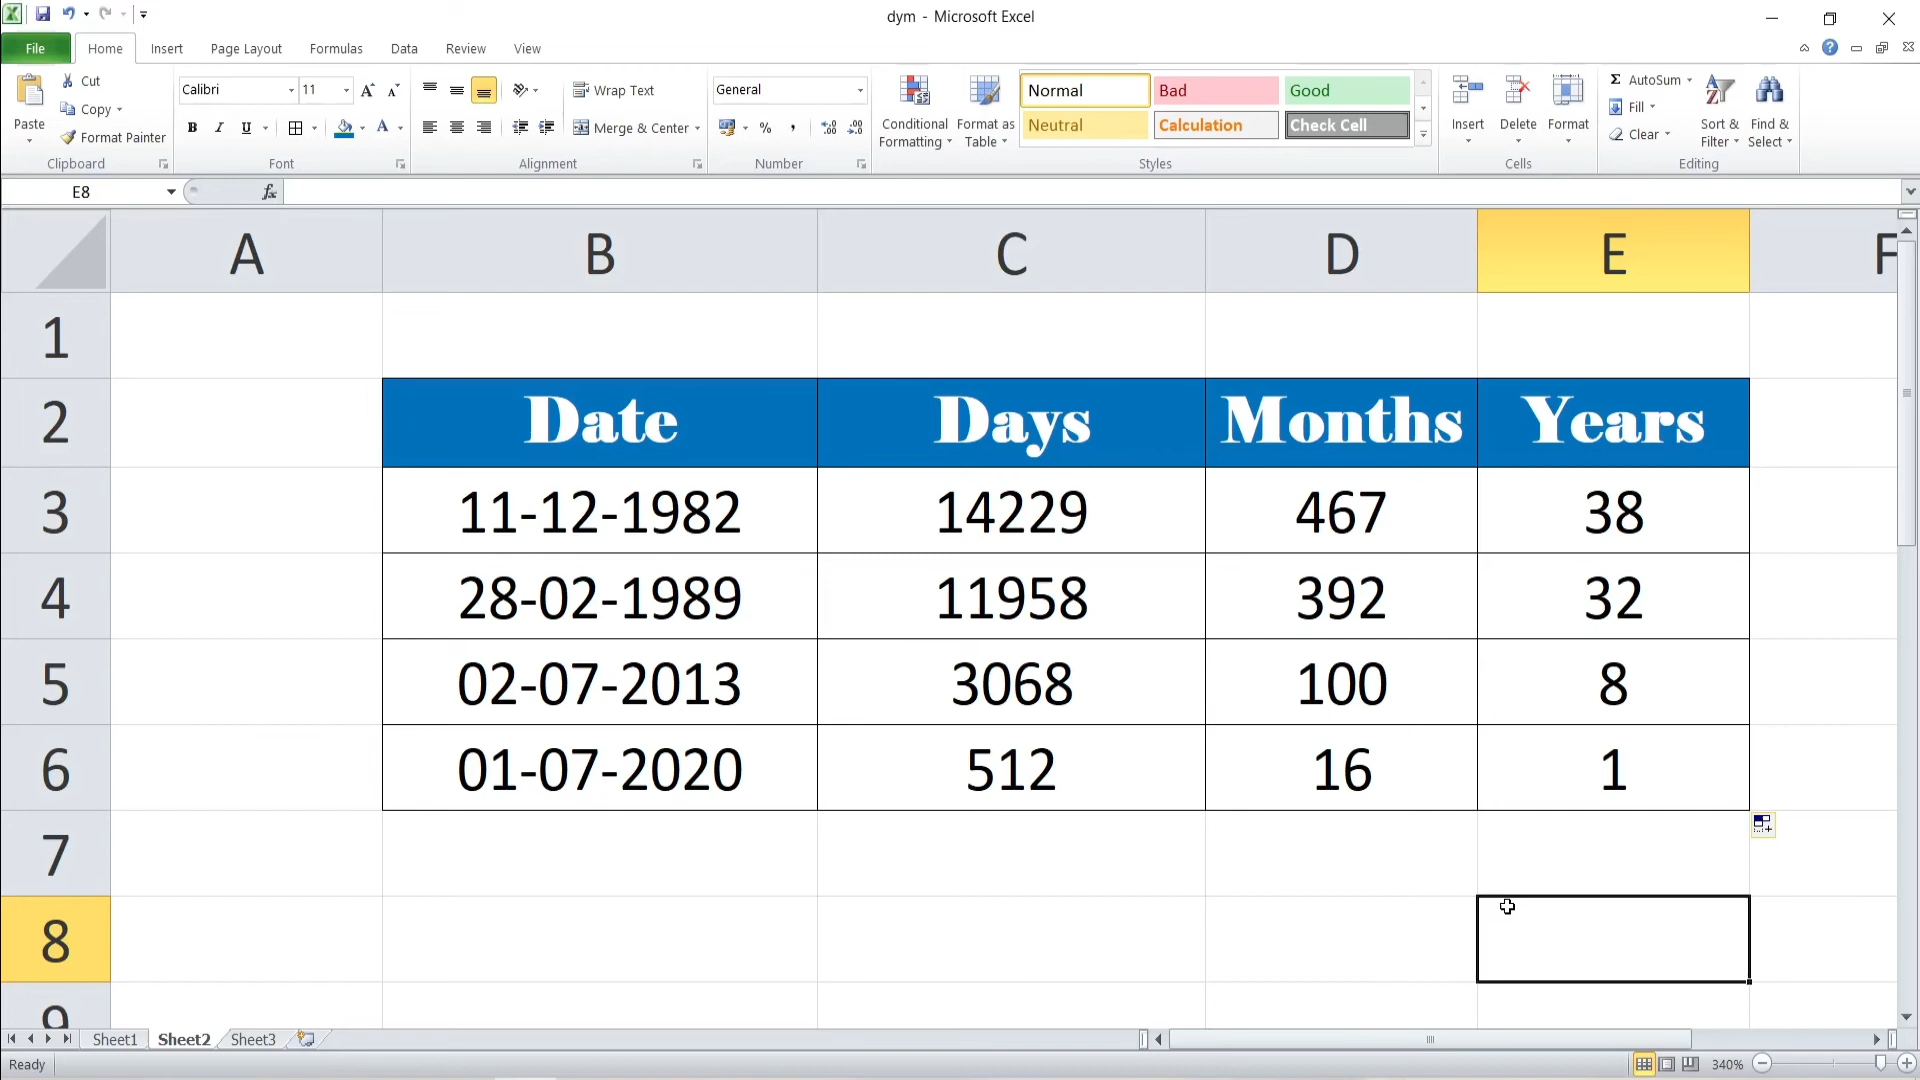 dym - Microsoft Excel
File Home Insert Page Layout Formulas Data Review View
Paste
Cut
Copy
Format Painter
Clipboard
Calibri 11
B I U
Font
Wrap Text
Merge & Center
Alignment
General
Number
Conditional Formatting
Format as Table
Normal Bad Good
Neutral Calculation Check Cell
Styles
Insert Delete Format
Cells
AutoSum
Fill
Clear
Sort & Filter
Find & Select
Editing
E8
fx
A B C D E F
1
2 Date Days Months Years
3 11-12-1982 14229 467 38
4 28-02-1989 11958 392 32
5 02-07-2013 3068 100 8
6 01-07-2020 512 16 1
7
8
9
Sheet1 Sheet2 Sheet3
Ready 340%